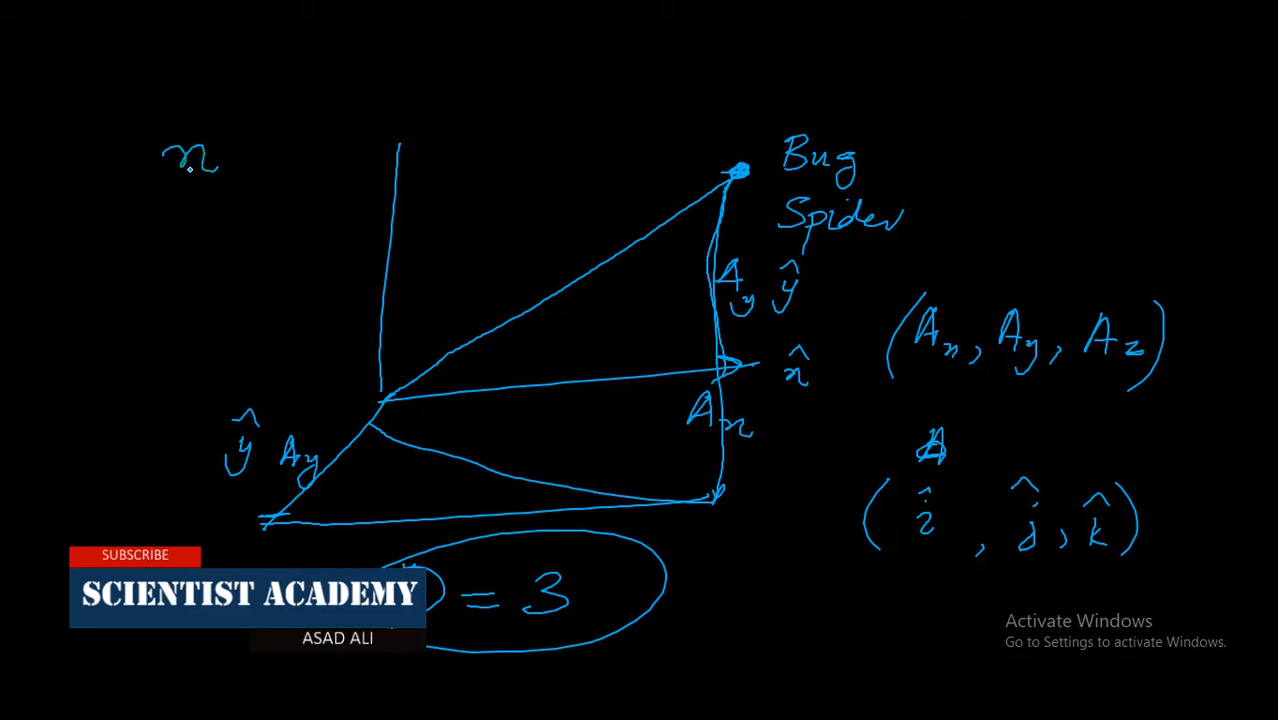 x
Bug
Spider
A_y ŷ
x̂
(A_x, A_y, A_z)
A_x
ŷ A_y
A
(î, ĵ, k̂)
= 3
SUBSCRIBE
SCIENTIST ACADEMY
ASAD ALI
Activate Windows
Go to Settings to activate Windows.